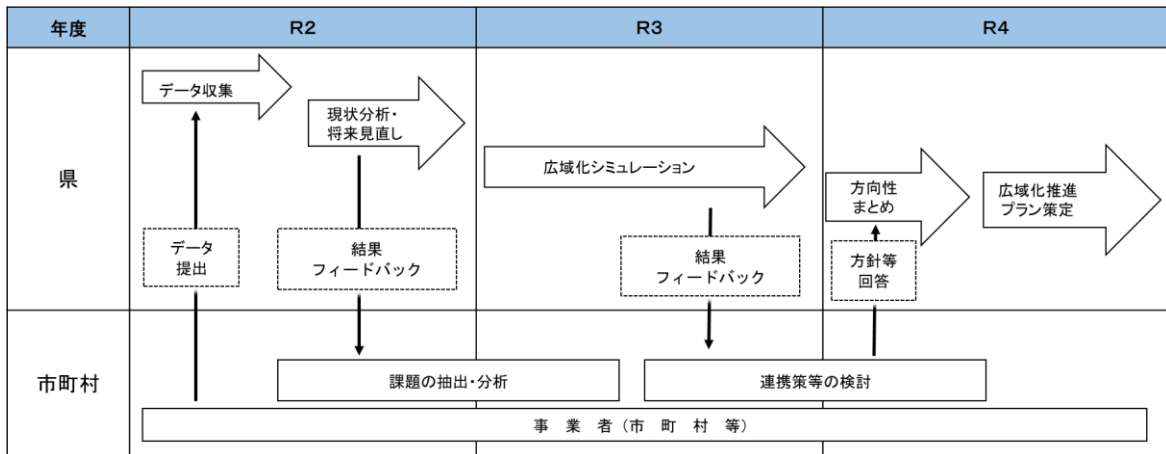 年度
R2
R3
R4
県
データ収集
現状分析・
将来見直し
広域化シミュレーション
方向性
まとめ
広域化推進
プラン策定
データ
提出
結果
フィードバック
結果
フィードバック
方針等
回答
市町村
課題の抽出・分析
連携策等の検討
事 業 者（市 町 村 等）